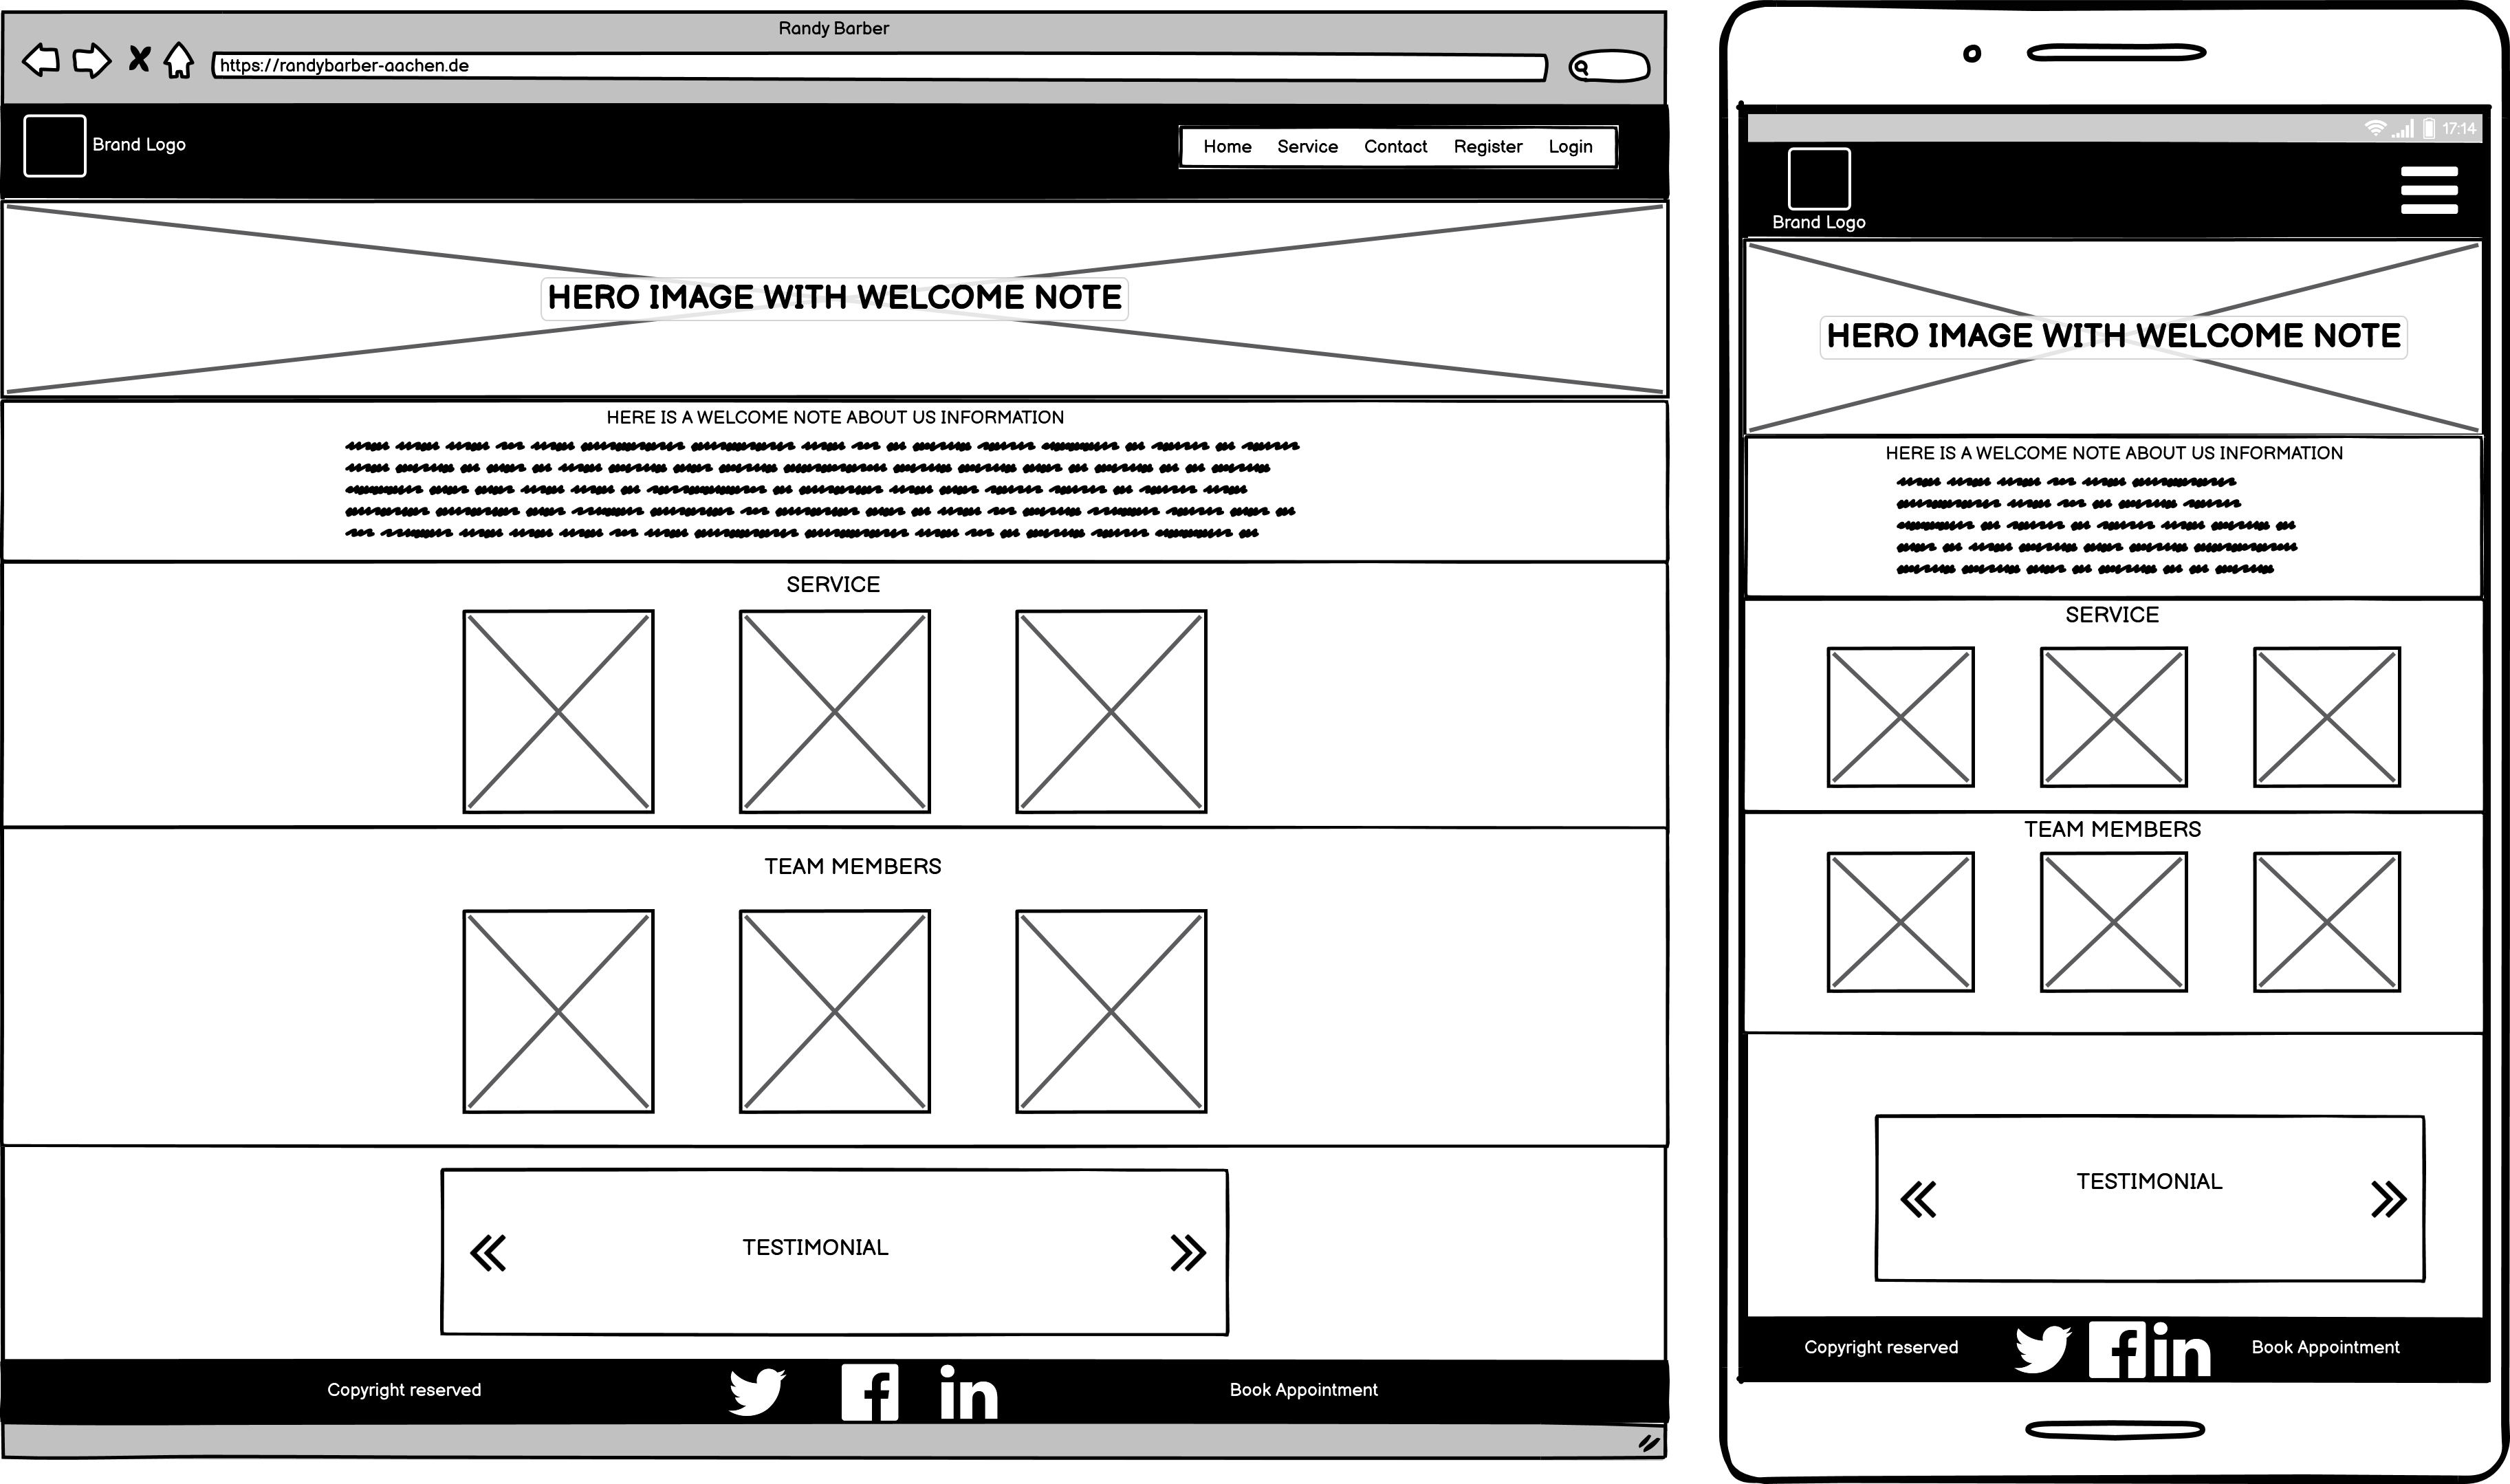 Randy Barber
https://randybarber-aachen.de
Brand Logo
Home Service Contact Register Login
HERO IMAGE WITH WELCOME NOTE
HERE IS A WELCOME NOTE ABOUT US INFORMATION
SERVICE
TEAM MEMBERS
TESTIMONIAL
Copyright reserved
Book Appointment
17:14
Brand Logo
HERO IMAGE WITH WELCOME NOTE
HERE IS A WELCOME NOTE ABOUT US INFORMATION
SERVICE
TEAM MEMBERS
TESTIMONIAL
Copyright reserved
Book Appointment